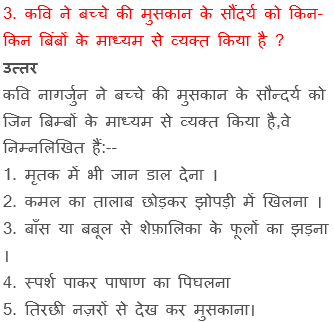 3. कवि ने बच्चे की मुसकान के सौंदर्य को किन-
किन बिंबों के माध्यम से व्यक्त किया है ?
उत्तर
कवि नागर्जुन ने बच्चे की मुसकान के सौन्दर्य को
जिन बिम्बों के माध्यम से व्यक्त किया है,वे
निम्नलिखित हैं:--
1. मृतक में भी जान डाल देना ।
2. कमल का तालाब छोड़कर झोपड़ी में खिलना ।
3. बाँस या बबूल से शेफ़ालिका के फूलों का झड़ना
।
4. स्पर्श पाकर पाषाण का पिघलना
5. तिरछी नज़रों से देख कर मुसकाना।